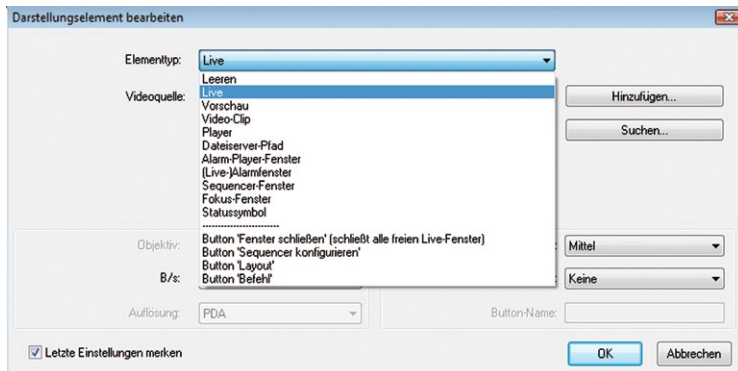 Darstellungselement bearbeiten
Elementtyp:
Live
Leeren
Live
Videoquelle:
Hinzufügen...
Vorschau
Video-Clip
Player
Suchen...
Dateiserver-Pfad
Alarm-Player-Fenster
(Live-)Alarmfenster
Sequencer-Fenster
Fokus-Fenster
Statussymbol
------------------------
Button 'Fenster schließen' (schließt alle freien Live-Fenster)
Objektiv:
Mittel
Button 'Sequencer konfigurieren'
Button 'Layout'
B/s:
Button 'Befehl'
Keine
Auflösung:
PDA
Button-Name:
Letzte Einstellungen merken
OK
Abbrechen